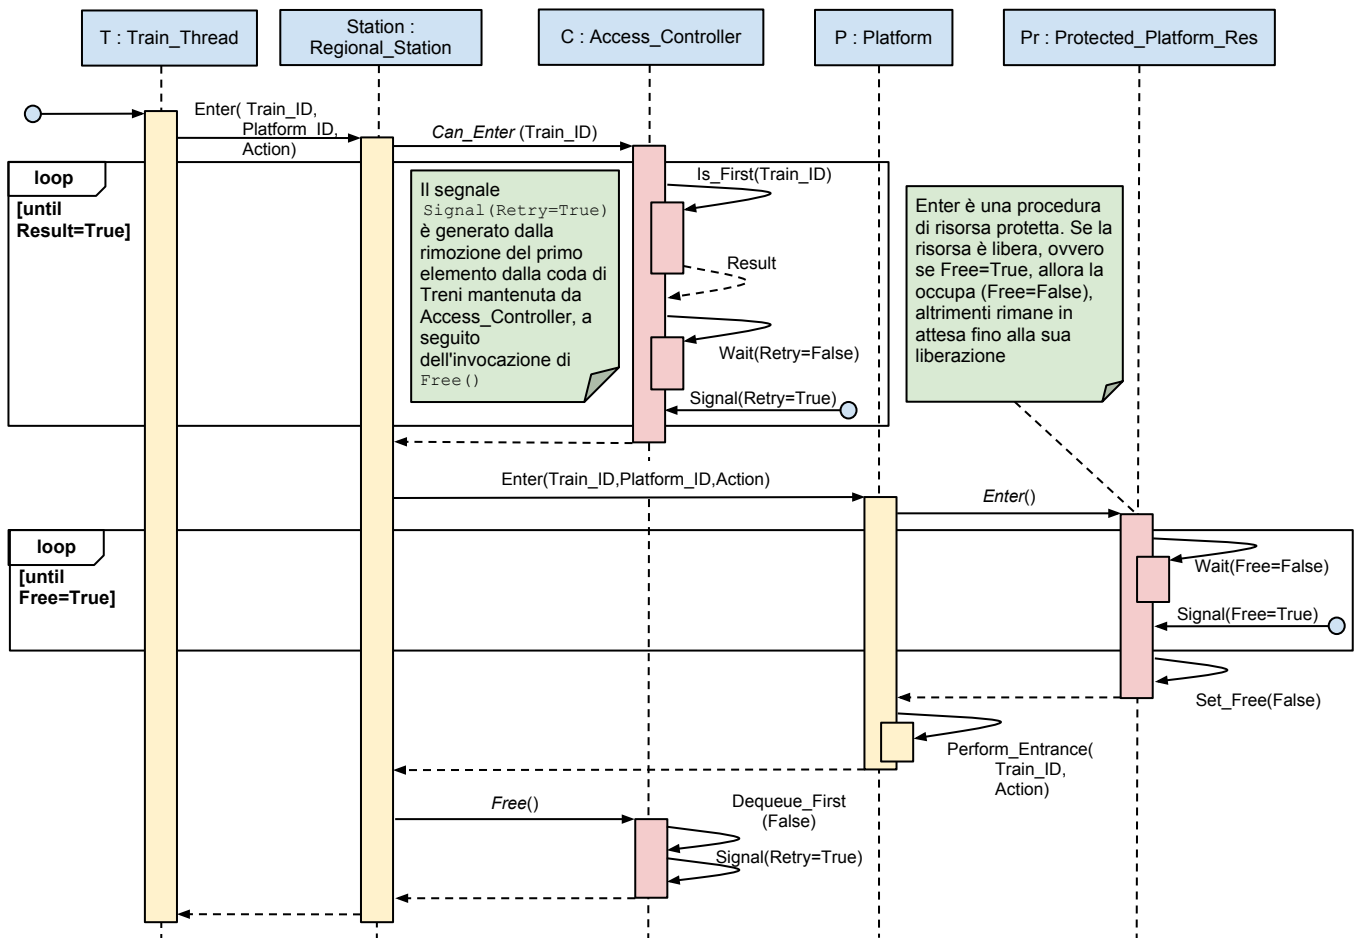 T : Train_Thread
Station :
Regional_Station
C : Access_Controller
P : Platform
Pr : Protected_Platform_Res
Enter( Train_ID,
Platform_ID,
Action)
Can_Enter (Train_ID)
loop
[until
Result=True]
Il segnale
Signal(Retry=True)
è generato dalla
rimozione del primo
elemento dalla coda di
Treni mantenuta da
Access_Controller, a
seguito
dell'invocazione di
Free()
Is_First(Train_ID)
Result
Wait(Retry=False)
Signal(Retry=True)
Enter è una procedura
di risorsa protetta. Se la
risorsa è libera, ovvero
se Free=True, allora la
occupa (Free=False),
altrimenti rimane in
attesa fino alla sua
liberazione
Enter(Train_ID,Platform_ID,Action)
Enter()
loop
[until
Free=True]
Wait(Free=False)
Signal(Free=True)
Set_Free(False)
Perform_Entrance(
Train_ID,
Action)
Free()
Dequeue_First
(False)
Signal(Retry=True)